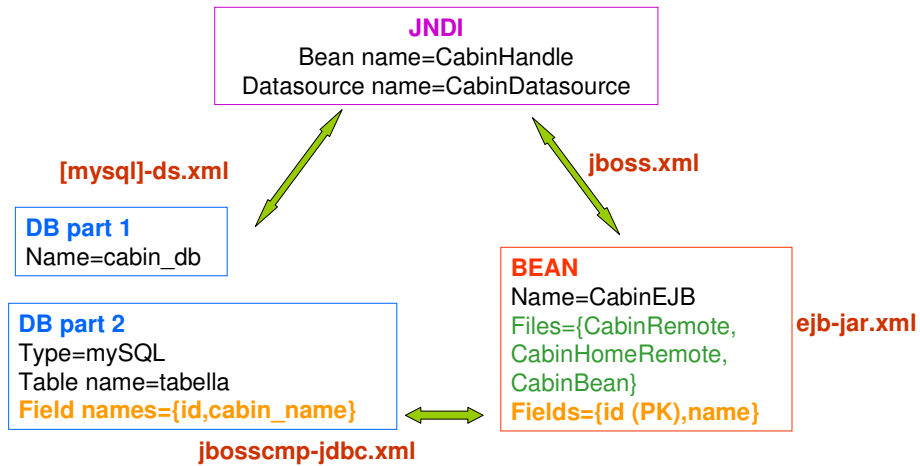 JNDI
Bean name=CabinHandle
Datasource name=CabinDatasource
[mysql]-ds.xml
jboss.xml
DB part 1
Name=cabin_db
BEAN
Name=CabinEJB
Files={CabinRemote,
CabinHomeRemote,
CabinBean}
Fields={id (PK),name}
ejb-jar.xml
DB part 2
Type=mySQL
Table name=tabella
Field names={id,cabin_name}
jbosscmp-jdbc.xml